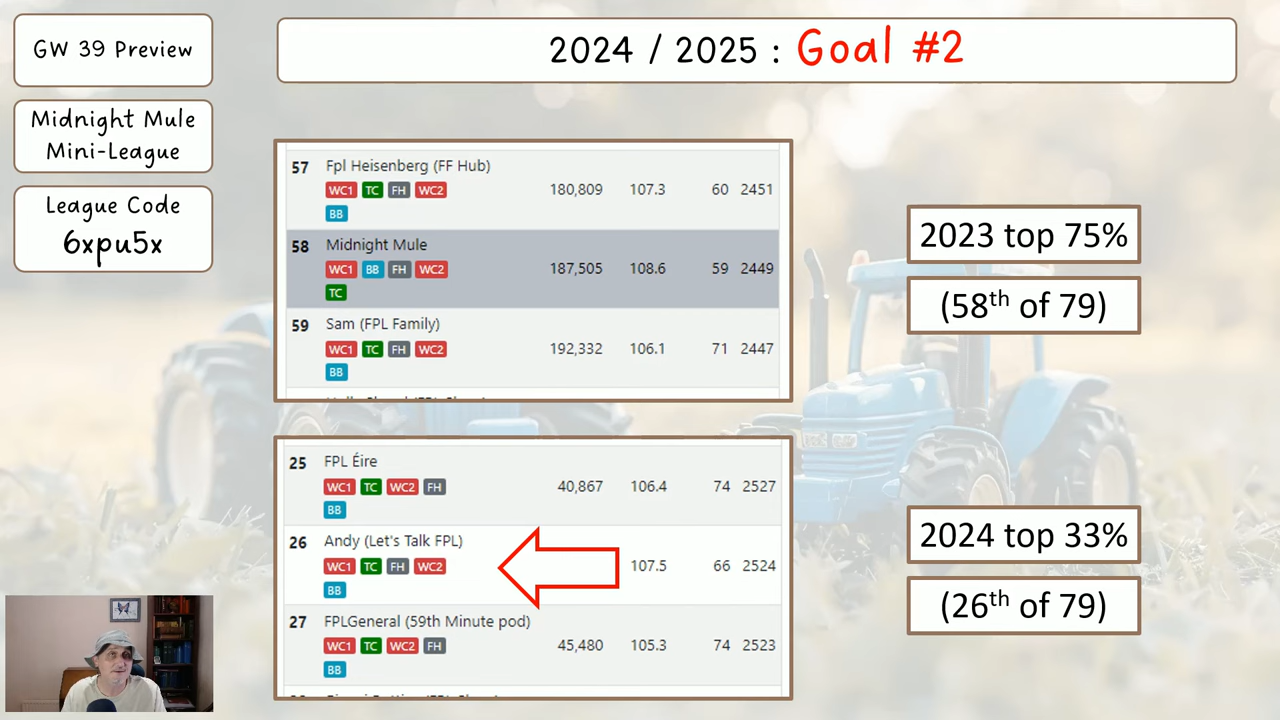 GW 39 Preview
Midnight Mule
Mini-League
League Code
6xpu5x
2024 / 2025 : Goal #2
57 Fpl Heisenberg (FF Hub)
WC1 TC FH WC2 180,809 107.3 60 2451
BB
58 Midnight Mule
WC1 BB FH WC2 187,505 108.6 59 2449
TC
59 Sam (FPL Family)
WC1 TC FH WC2 192,332 106.1 71 2447
BB
2023 top 75%
(58th of 79)
25 FPL Éire
WC1 TC WC2 FH 40,867 106.4 74 2527
BB
26 Andy (Let's Talk FPL)
WC1 TC FH WC2 107.5 66 2524
BB
27 FPLGeneral (59th Minute pod)
WC1 TC WC2 FH 45,480 105.3 74 2523
BB
2024 top 33%
(26th of 79)